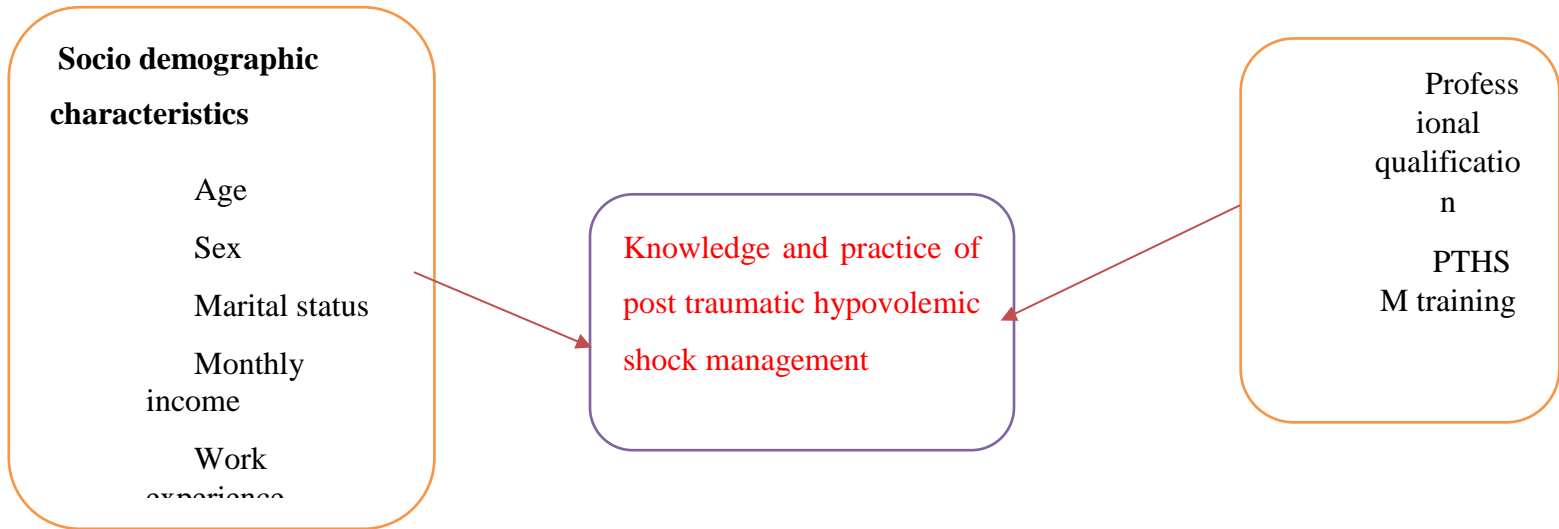 Socio demographic
characteristics
Age
Sex
Marital status
Monthly
income
Work
experience
Knowledge and practice of
post traumatic hypovolemic
shock management
Profess
ional
qualificatio
n
PTHS
M training